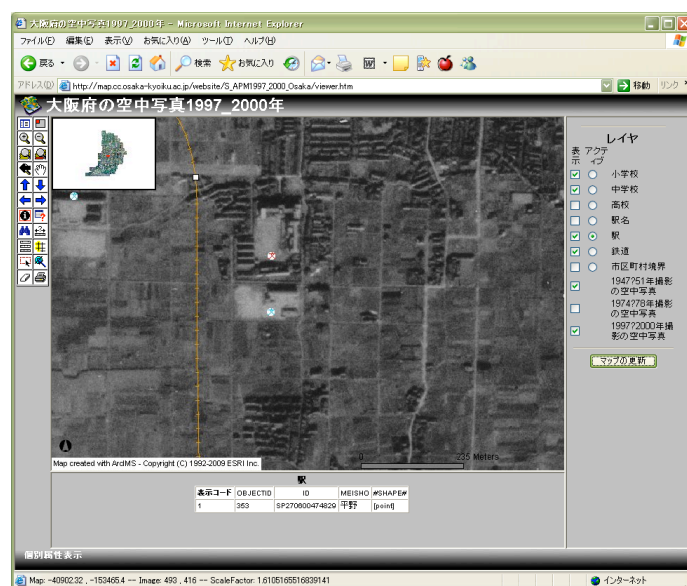 大阪府の空中写真1997_2000年 - Microsoft Internet Explorer
ファイル(F) 編集(E) 表示(V) お気に入り(A) ツール(T) ヘルプ(H)
戻る 検索 お気に入り
アドレス(D) http://map.cc.osaka-kyoiku.ac.jp/website/S_APM1997_2000_Osaka/viewer.htm 移動 リンク
大阪府の空中写真1997_2000年
レイヤ
表示 アクティブ
小学校
中学校
高校
駅名
駅
鉄道
市区町村境界
1947?51年撮影の空中写真
1974?78年撮影の空中写真
1997?2000年撮影の空中写真
マップの更新
0 235 Meters
Map created with ArcIMS - Copyright (C) 1992-2009 ESRI Inc.
駅
表示コード OBJECTID ID MEISHO #SHAPE#
1 353 SP270600474829 平野 [point]
個別属性表示
Map: -40902.32 , -153465.4 -- Image: 493 , 416 -- ScaleFactor: 1.6105165516839141 インターネット